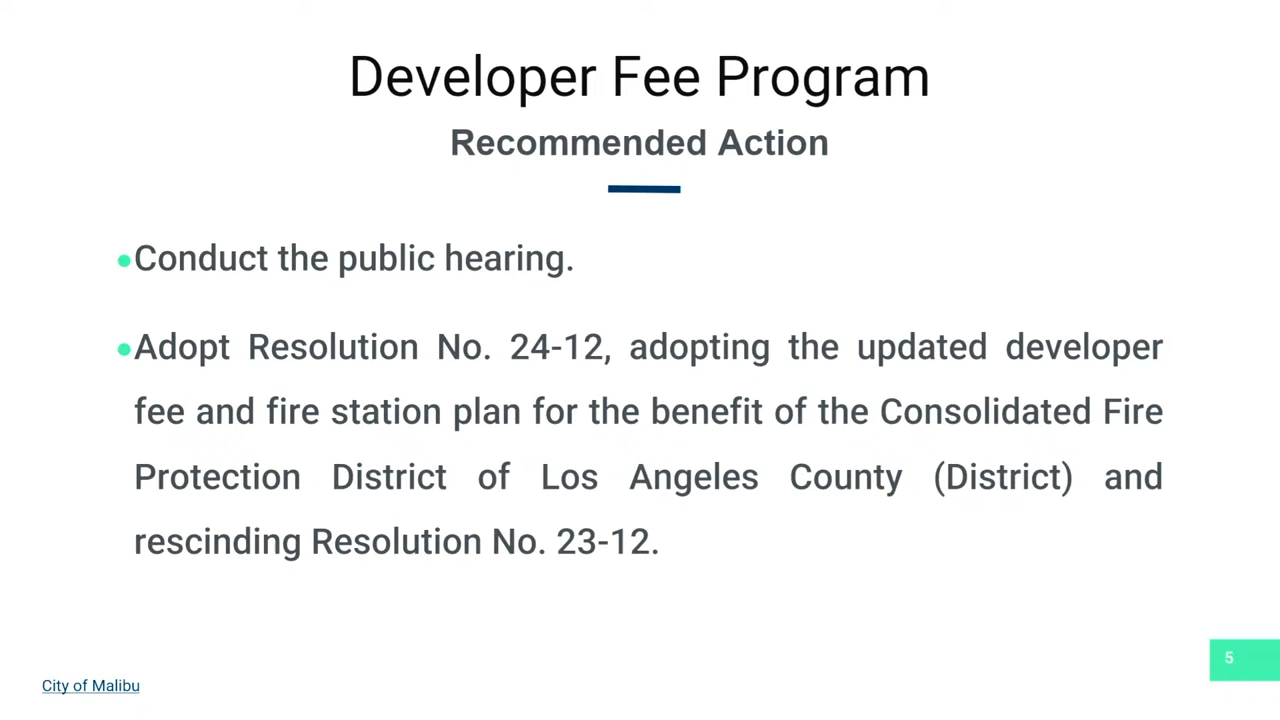 Developer Fee Program
Recommended Action
•Conduct the public hearing.
•Adopt Resolution No. 24-12, adopting the updated developer
fee and fire station plan for the benefit of the Consolidated Fire
Protection District of Los Angeles County (District) and
rescinding Resolution No. 23-12.
5
City of Malibu